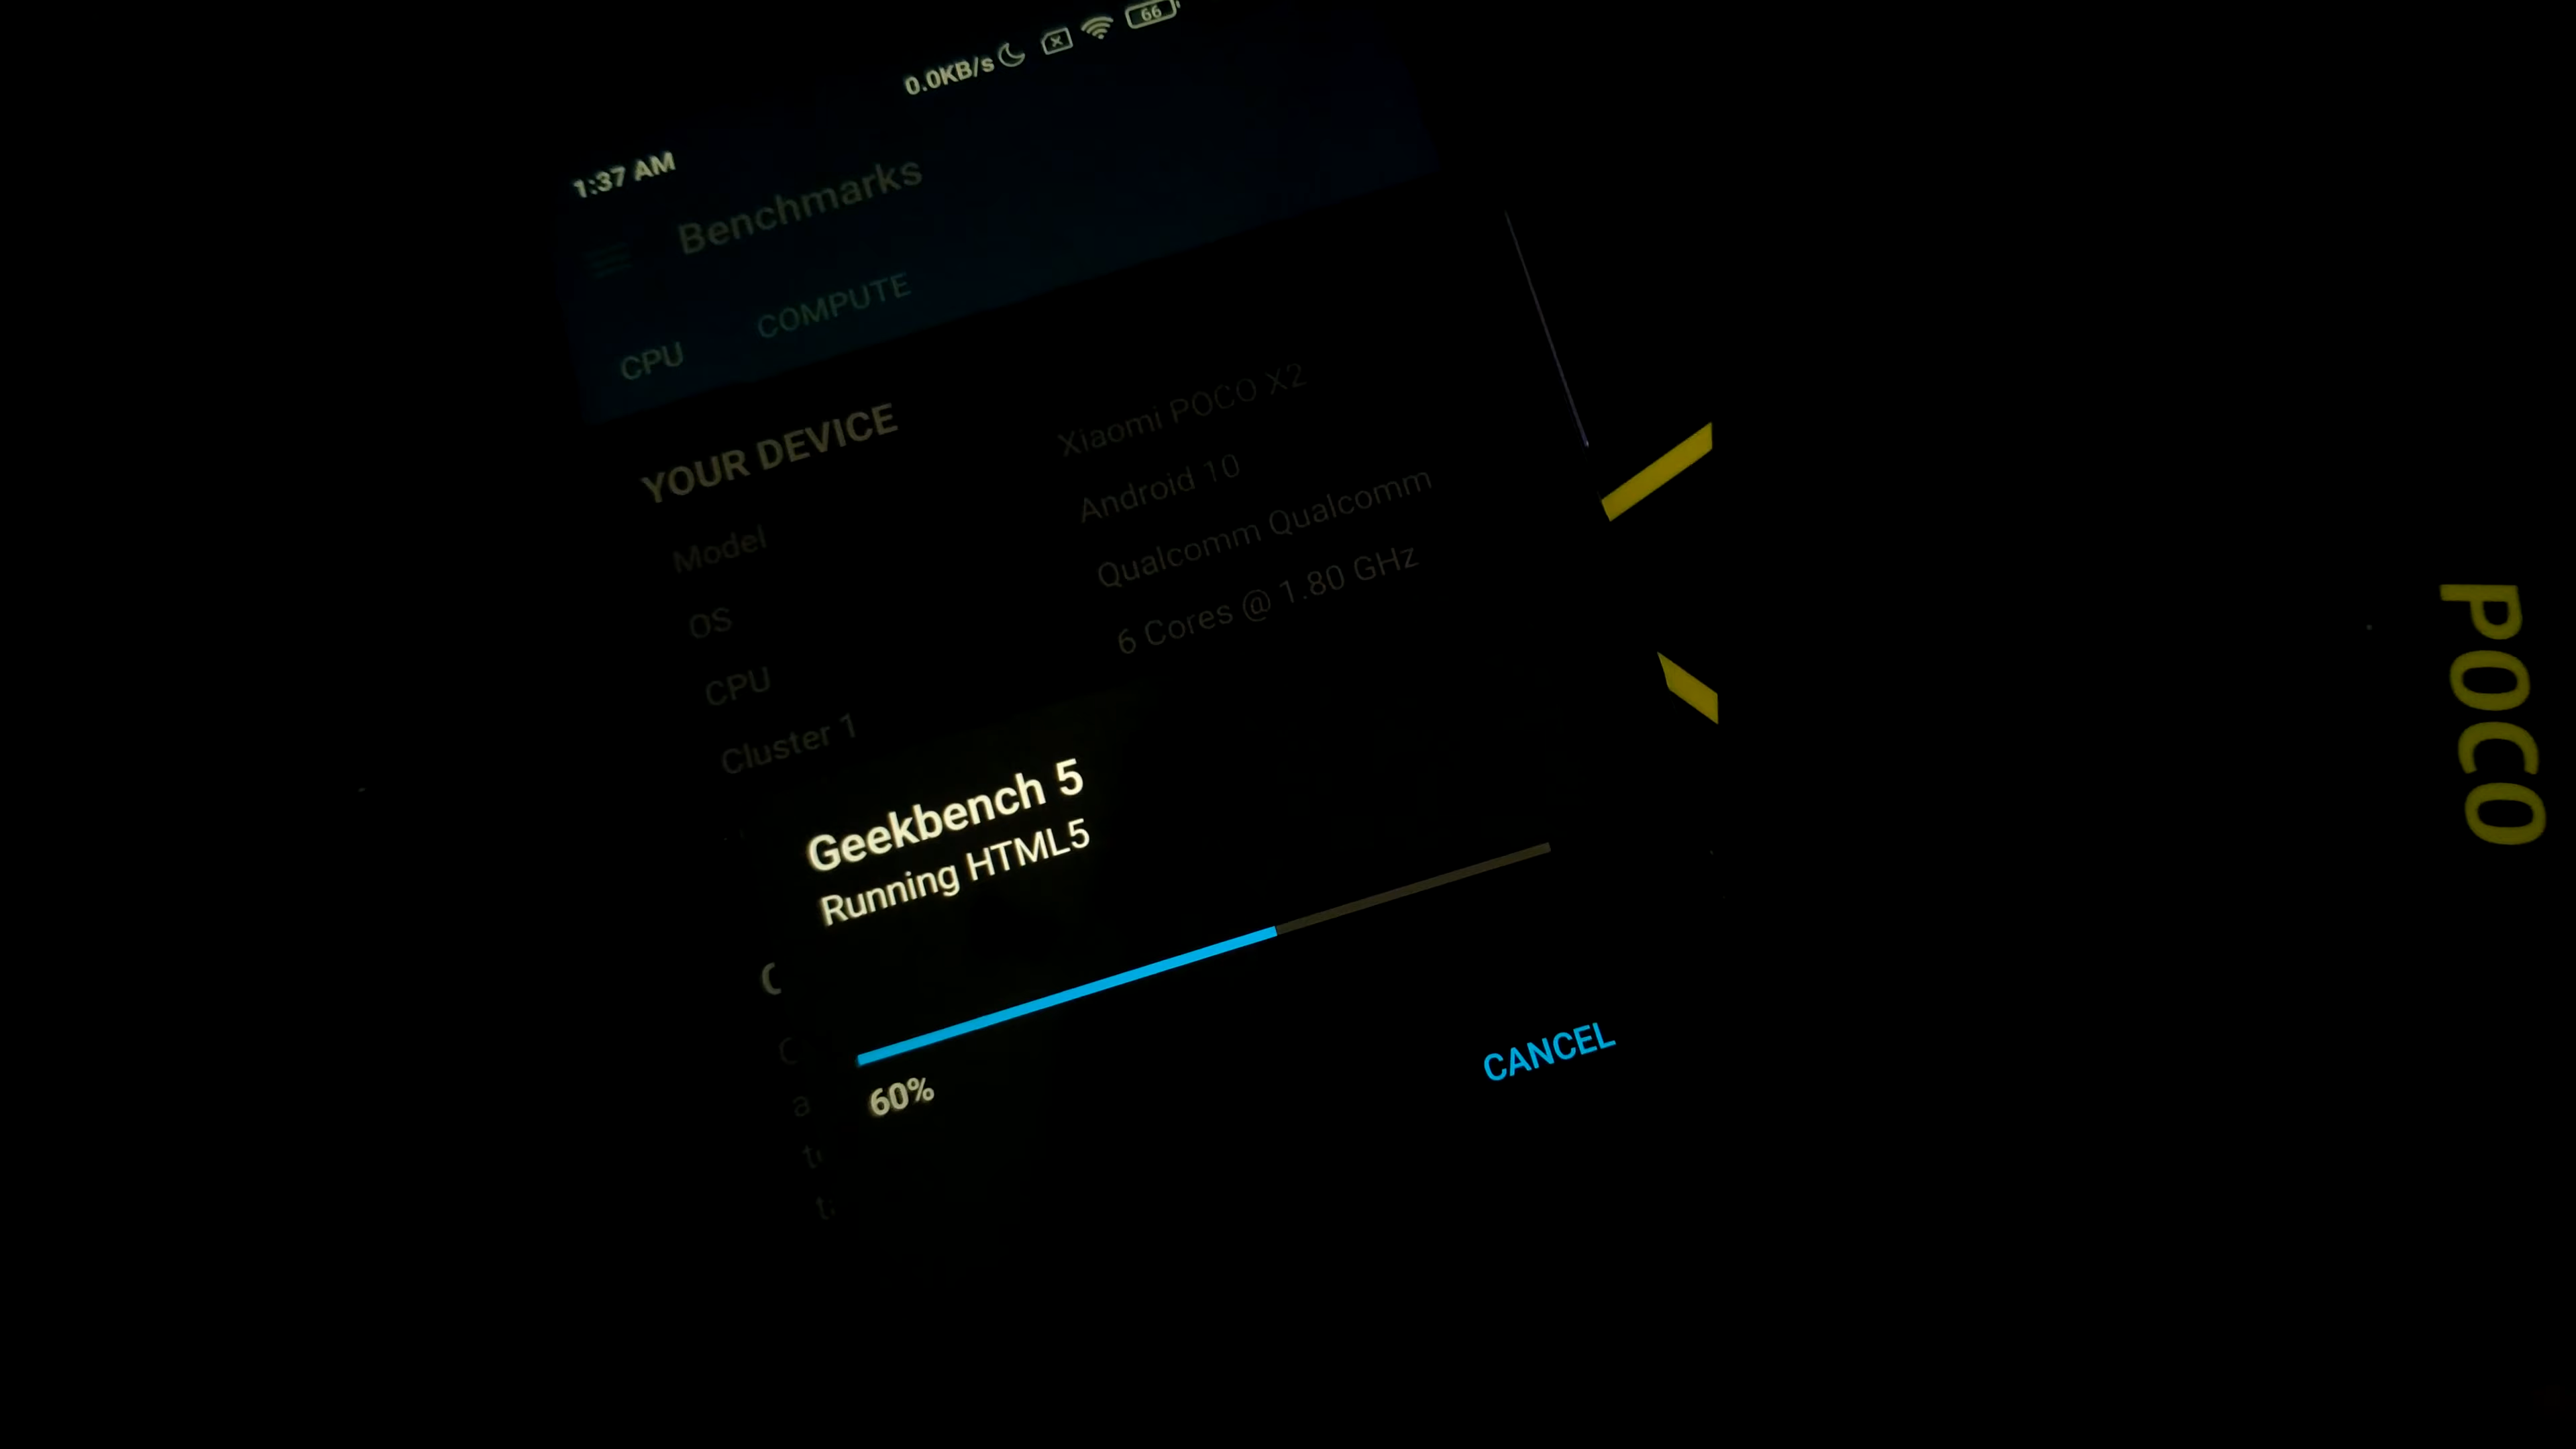 1:37 AM 0.0KB/s 66
Benchmarks
CPU COMPUTE
YOUR DEVICE
Model Xiaomi POCO X2
OS Android 10
CPU Qualcomm Qualcomm
Cluster 1 6 Cores @ 1.80 GHz
Geekbench 5
Running HTML5
60%
CANCEL
POCO